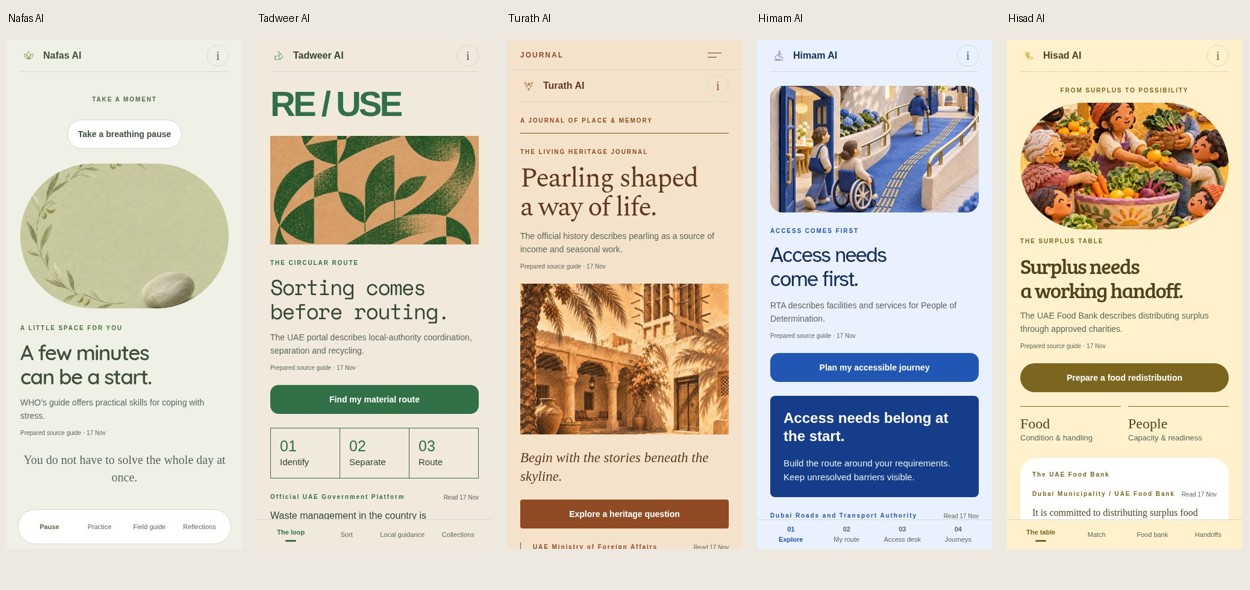 Nafas AI
Nafas AI
i
TAKE A MOMENT
Take a breathing pause
A LITTLE SPACE FOR YOU
A few minutes
can be a start.
WHO's guide offers practical skills for coping with
stress.
Prepared source guide · 17 Nov
You do not have to solve the whole day at
once.
Pause
Practice
Field guide
Reflections
Tadweer AI
Tadweer AI
i
RE / USE
THE CIRCULAR ROUTE
Sorting comes
before routing.
The UAE portal describes local-authority coordination,
separation and recycling.
Prepared source guide · 17 Nov
Find my material route
01
Identify
02
Separate
03
Route
Official UAE Government Platform
Read 17 Nov
Waste management in the country is
The loop
Sort
Local guidance
Collections
Turath AI
JOURNAL
Turath AI
i
A JOURNAL OF PLACE & MEMORY
THE LIVING HERITAGE JOURNAL
Pearling shaped
a way of life.
The official history describes pearling as a source of
income and seasonal work.
Prepared source guide · 17 Nov
Begin with the stories beneath the
skyline.
Explore a heritage question
UAE Ministry of Foreign Affairs
Read 17 Nov
Himam AI
Himam AI
i
ACCESS COMES FIRST
Access needs
come first.
RTA describes facilities and services for People of
Determination.
Prepared source guide · 17 Nov
Plan my accessible journey
Access needs belong at
the start.
Build the route around your requirements.
Keep unresolved barriers visible.
Dubai Roads and Transport Authority
Read 17 Nov
01
Explore
02
My route
03
Access desk
04
Journeys
Hisad AI
Hisad AI
i
FROM SURPLUS TO POSSIBILITY
THE SURPLUS TABLE
Surplus needs
a working handoff.
The UAE Food Bank describes distributing surplus
through approved charities.
Prepared source guide · 17 Nov
Prepare a food redistribution
Food
Condition & handling
People
Capacity & readiness
The UAE Food Bank
Dubai Municipality / UAE Food Bank
Read 17 Nov
It is committed to distributing surplus food
The table
Match
Food bank
Handoffs